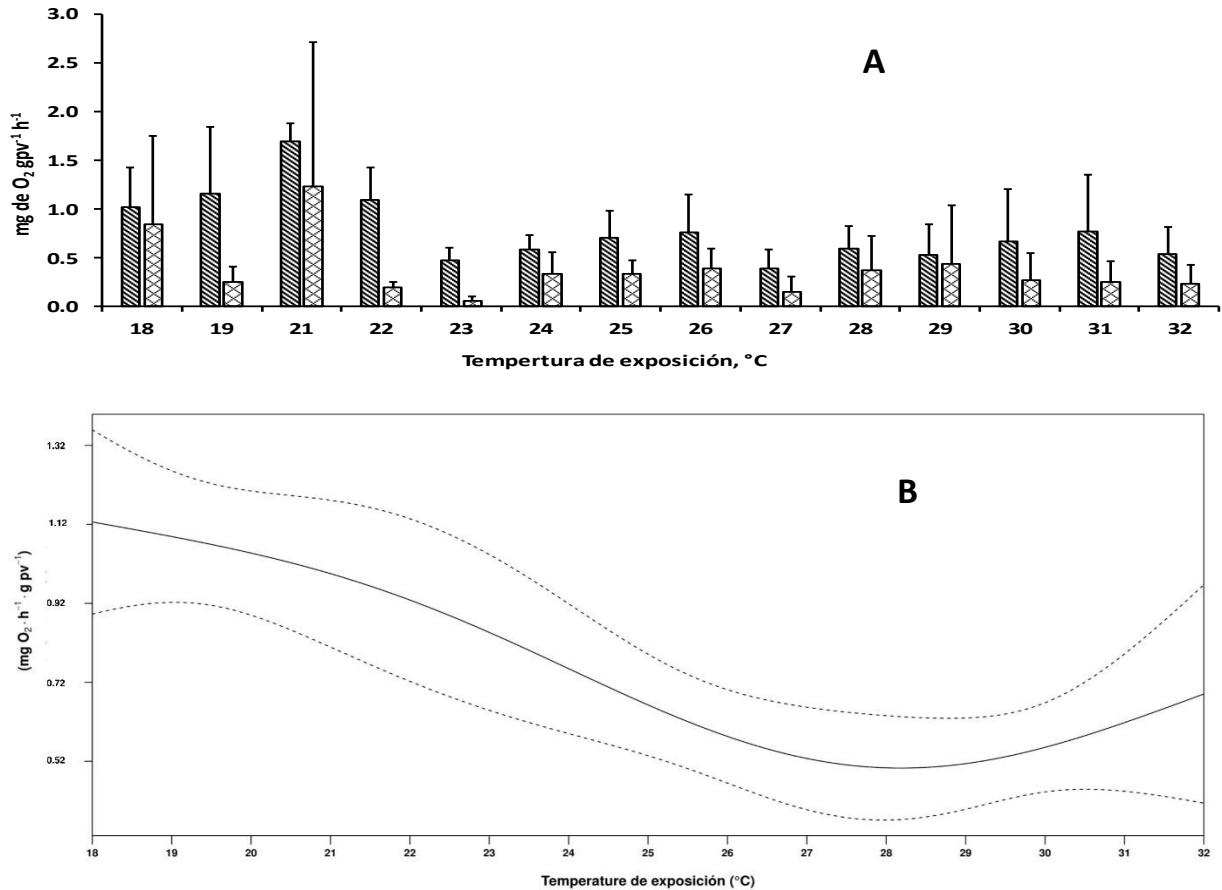 3.0
2.5
2.0
1.5
1.0
0.5
0.0
mg de O2 gpv-1 h-1
A
18 19 21 22 23 24 25 26 27 28 29 30 31 32
Tempertura de exposición, °C
1.32
1.12
0.92
0.72
0.52
(mg O2 · h−1 · g pv−1)
B
18 19 20 21 22 23 24 25 26 27 28 29 30 31 32
Temperature de exposición (°C)